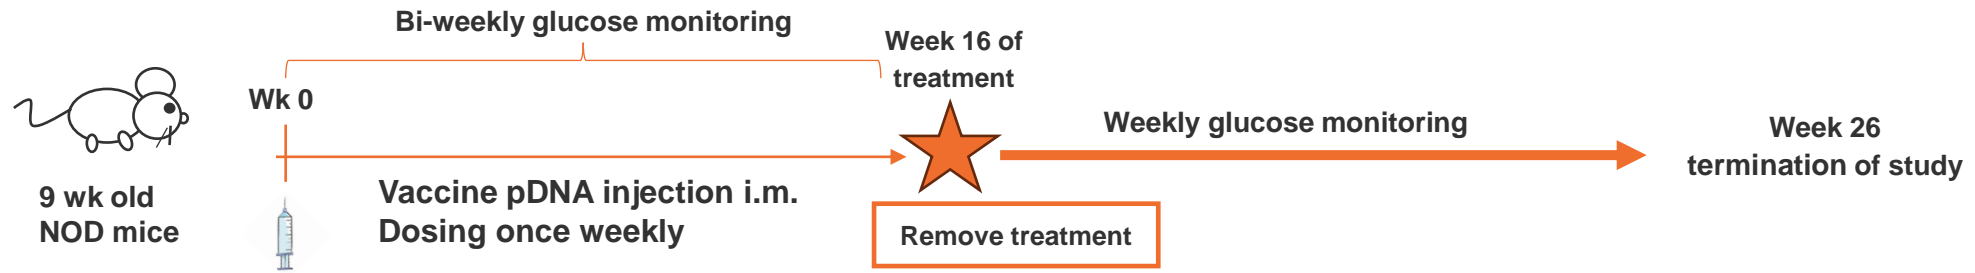 Bi-weekly glucose monitoring
Week 16 of
treatment
Wk 0
Weekly glucose monitoring
Week 26
termination of study
9 wk old
NOD mice
Vaccine pDNA injection i.m.
Dosing once weekly
Remove treatment